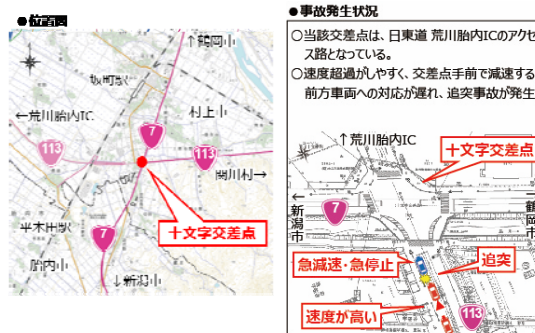 ●位置図
↑鶴岡市
坂町駅
←荒川胎内IC
村上市
7
113
113
関川村→
十文字交差点
平木田駅
7
胎内市
↓新潟市
●事故発生状況
○当該交差点は、日東道 荒川胎内ICのアクセ
ス路となっている。
○速度超過がしやすく、交差点手前で減速する
前方車両への対応が遅れ、追突事故が発生
↑荒川胎内IC
十文字交差点
←新潟市
7
鶴岡市
急減速・急停止
追突
速度が高い
113